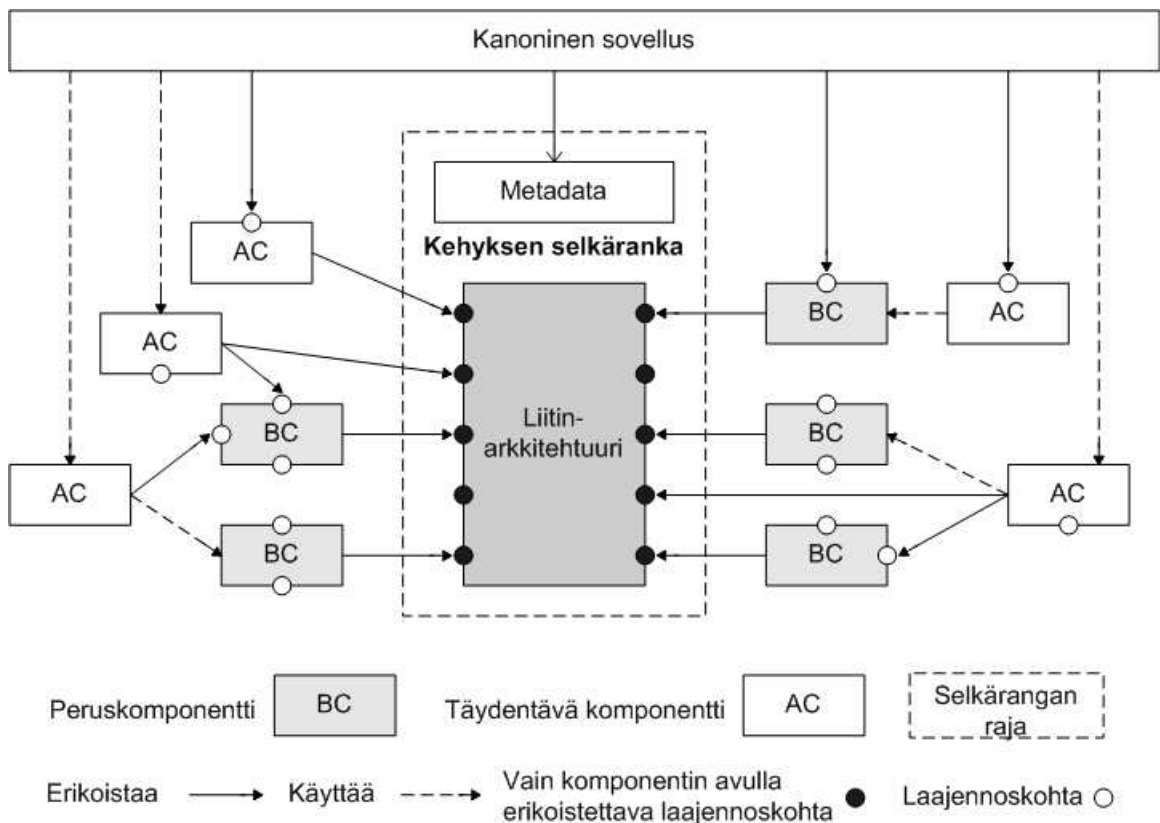 Kanoninen sovellus
Metadata
Kehyksen selkäranka
AC
AC
BC
AC
BC
Liitin-
arkkitehtuuri
BC
AC
BC
AC
BC
Peruskomponentti
BC
Täydentävä komponentti
AC
Selkärangan
raja
Erikoistaa
Käyttää
Vain komponentin avulla
erikoistettava laajennoskohta
Laajennoskohta